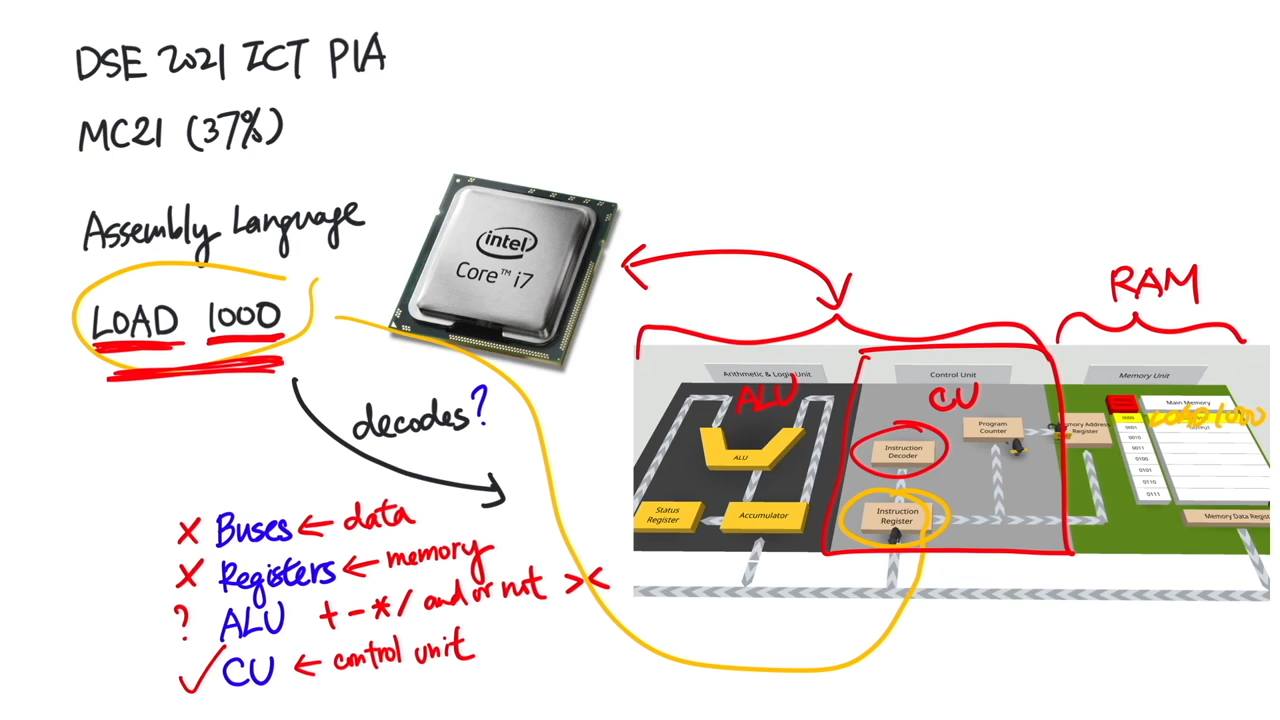 DSE 2021 ICT P1A
MC21 (37%)
Assembly Language
LOAD 1000
intel
Core™ i7
decodes?
x Buses ← data
x Registers ← memory
? ALU + - * / and or not ><
✓ CU ← control unit
RAM
Arithmetic & Logic Unit
Control Unit
Memory Unit
ALU
CU
Main Memory
Program
Counter
Memory Address
Register
Instruction
Decoder
ALU
Instruction
Register
Status
Register
Accumulator
0000 LOAD 1000
0001
0010
0011
0100
0101
0110
0111
Memory Data Regist